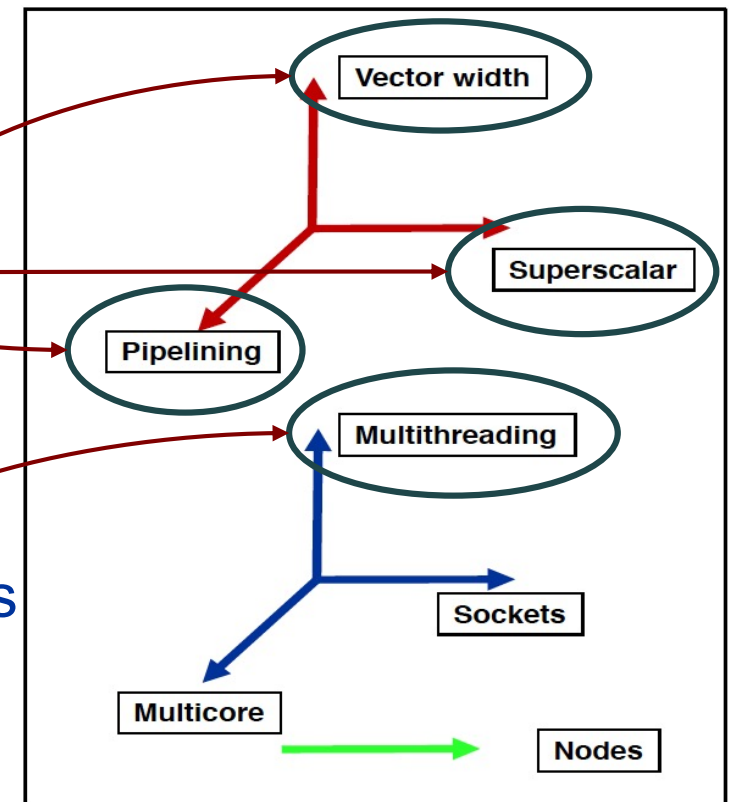 Vector width
Superscalar
Pipelining
Multithreading
s
Sockets
Multicore
Nodes